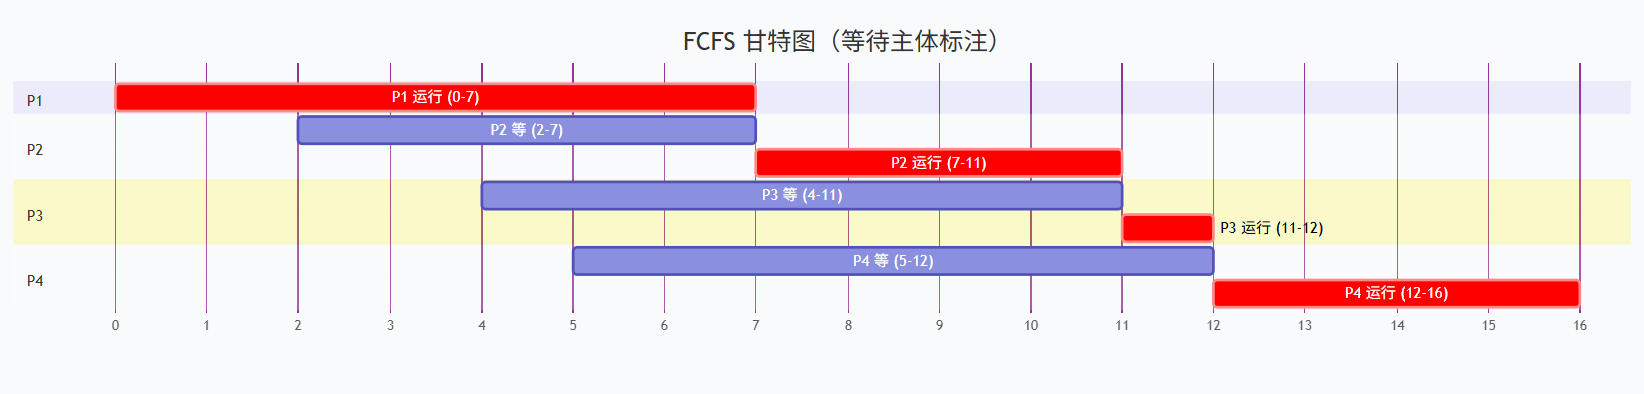 FCFS 甘特图（等待主体标注）
P1
P1 运行 (0-7)
P2
P2 等 (2-7)
P2 运行 (7-11)
P3
P3 等 (4-11)
P3 运行 (11-12)
P4
P4 等 (5-12)
P4 运行 (12-16)
0 1 2 3 4 5 6 7 8 9 10 11 12 13 14 15 16